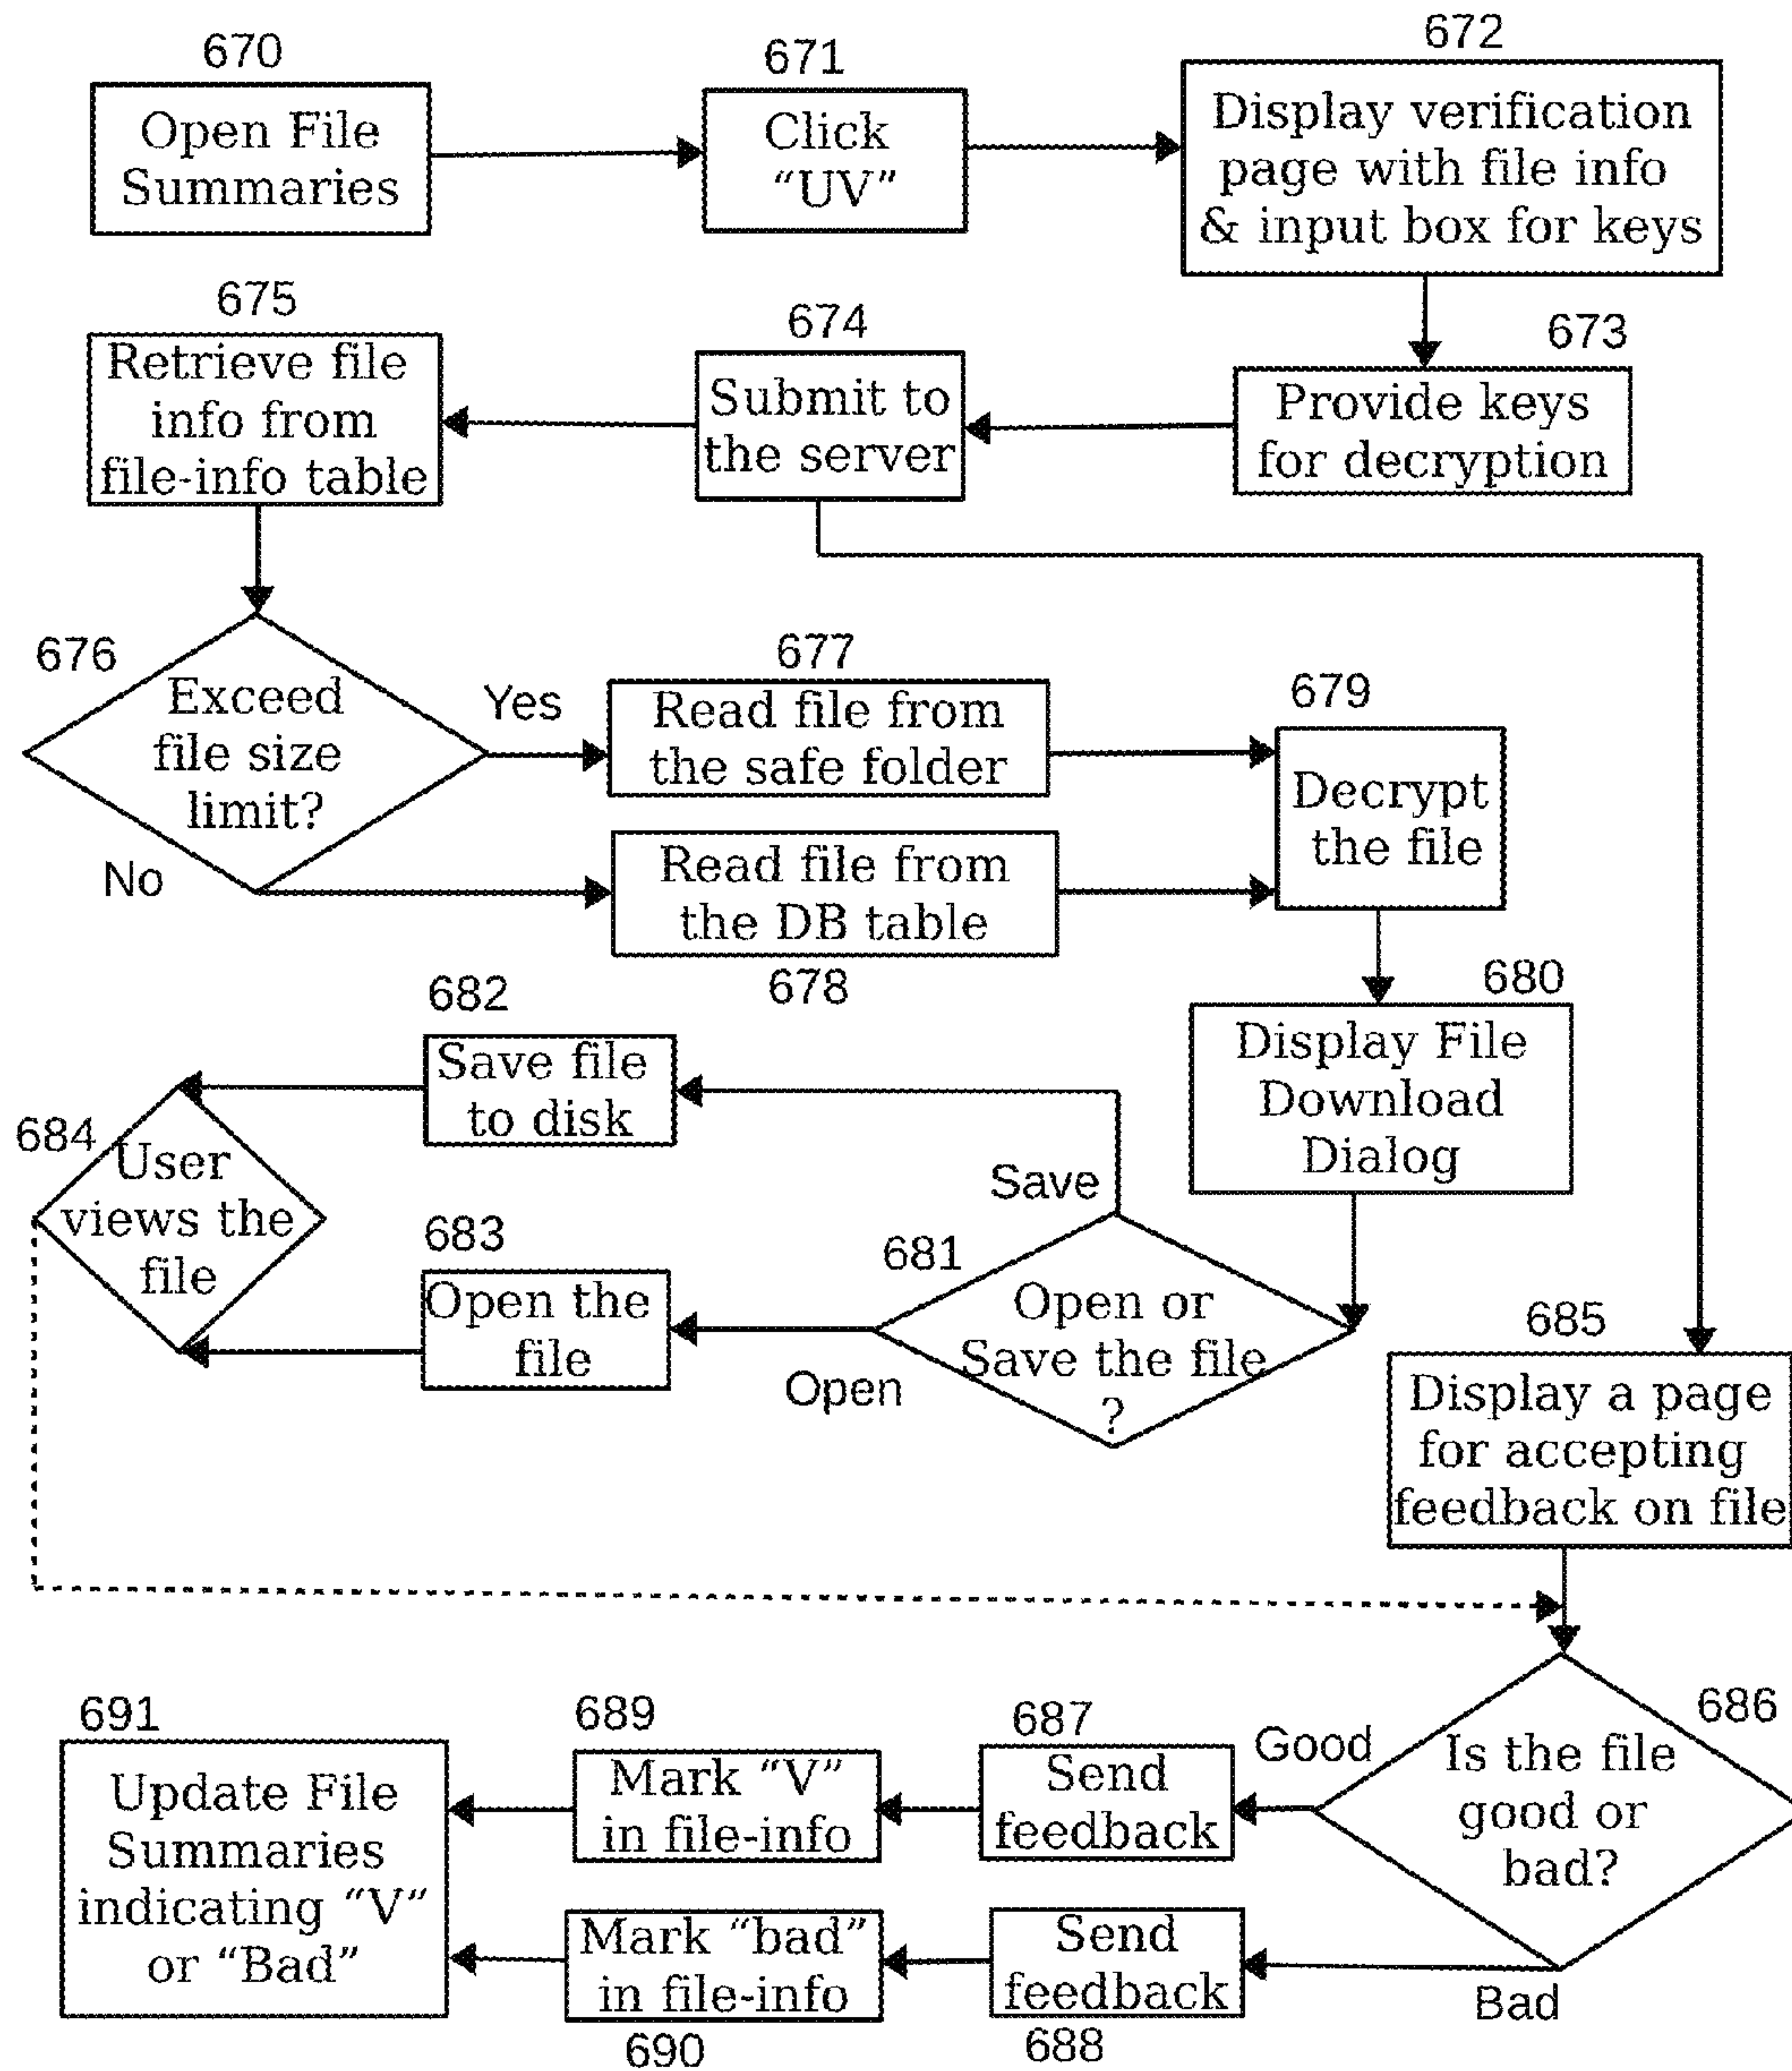 670
Open File
Summaries
671
Click
“UV”
672
Display verification
page with file info
& input box for keys
675
Retrieve file
info from
file-info table
674
Submit to
the server
673
Provide keys
for decryption
676
Exceed
file size
limit?
Yes
No
677
Read file from
the safe folder
Read file from
the DB table
678
679
Decrypt
the file
680
Display File
Download
Dialog
682
Save file
to disk
684
User
views the
file
683
Open the
file
Save
681
Open or
Save the file
?
Open
685
Display a page
for accepting
feedback on file
691
Update File
Summaries
indicating “V”
or “Bad”
689
Mark “V”
in file-info
687
Send
feedback
Good
686
Is the file
good or
bad?
Mark “bad”
in file-info
690
Send
feedback
688
Bad